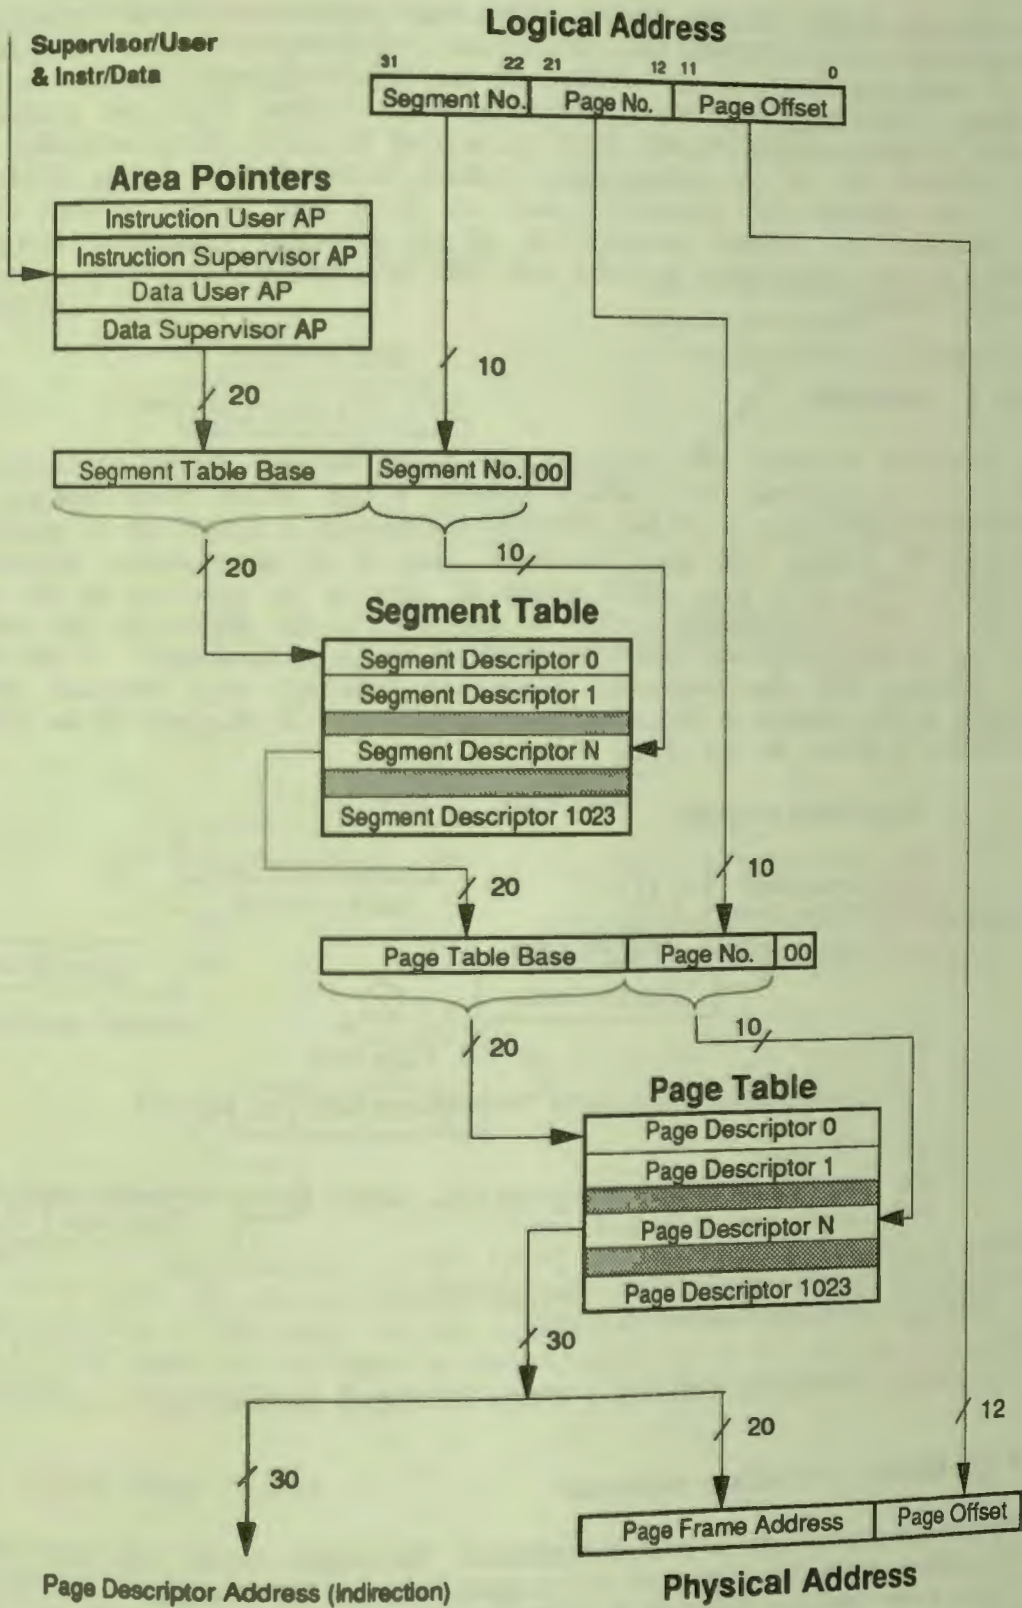 Logical Address
Supervisor/User
& Instr/Data
31 22 21 12 11 0
Segment No. Page No. Page Offset
Area Pointers
Instruction User AP
Instruction Supervisor AP
Data User AP
Data Supervisor AP
20
10
Segment Table Base Segment No. 00
20
10
Segment Table
Segment Descriptor 0
Segment Descriptor 1
Segment Descriptor N
Segment Descriptor 1023
20
10
Page Table Base Page No. 00
20
10
Page Table
Page Descriptor 0
Page Descriptor 1
Page Descriptor N
Page Descriptor 1023
30
30
20
12
Page Frame Address Page Offset
Page Descriptor Address (Indirection)
Physical Address